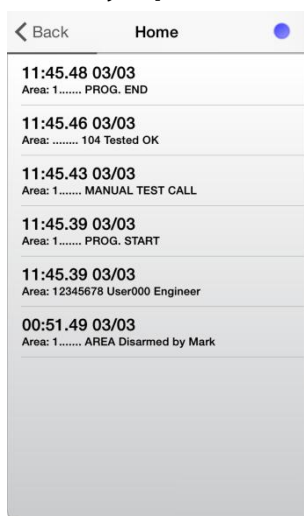 Back Home
11:45.48 03/03
Area: 1....... PROG. END
11:45.46 03/03
Area: ........ 104 Tested OK
11:45.43 03/03
Area: 1....... MANUAL TEST CALL
11:45.39 03/03
Area: 1....... PROG. START
11:45.39 03/03
Area: 12345678 User000 Engineer
00:51.49 03/03
Area: 1....... AREA Disarmed by Mark